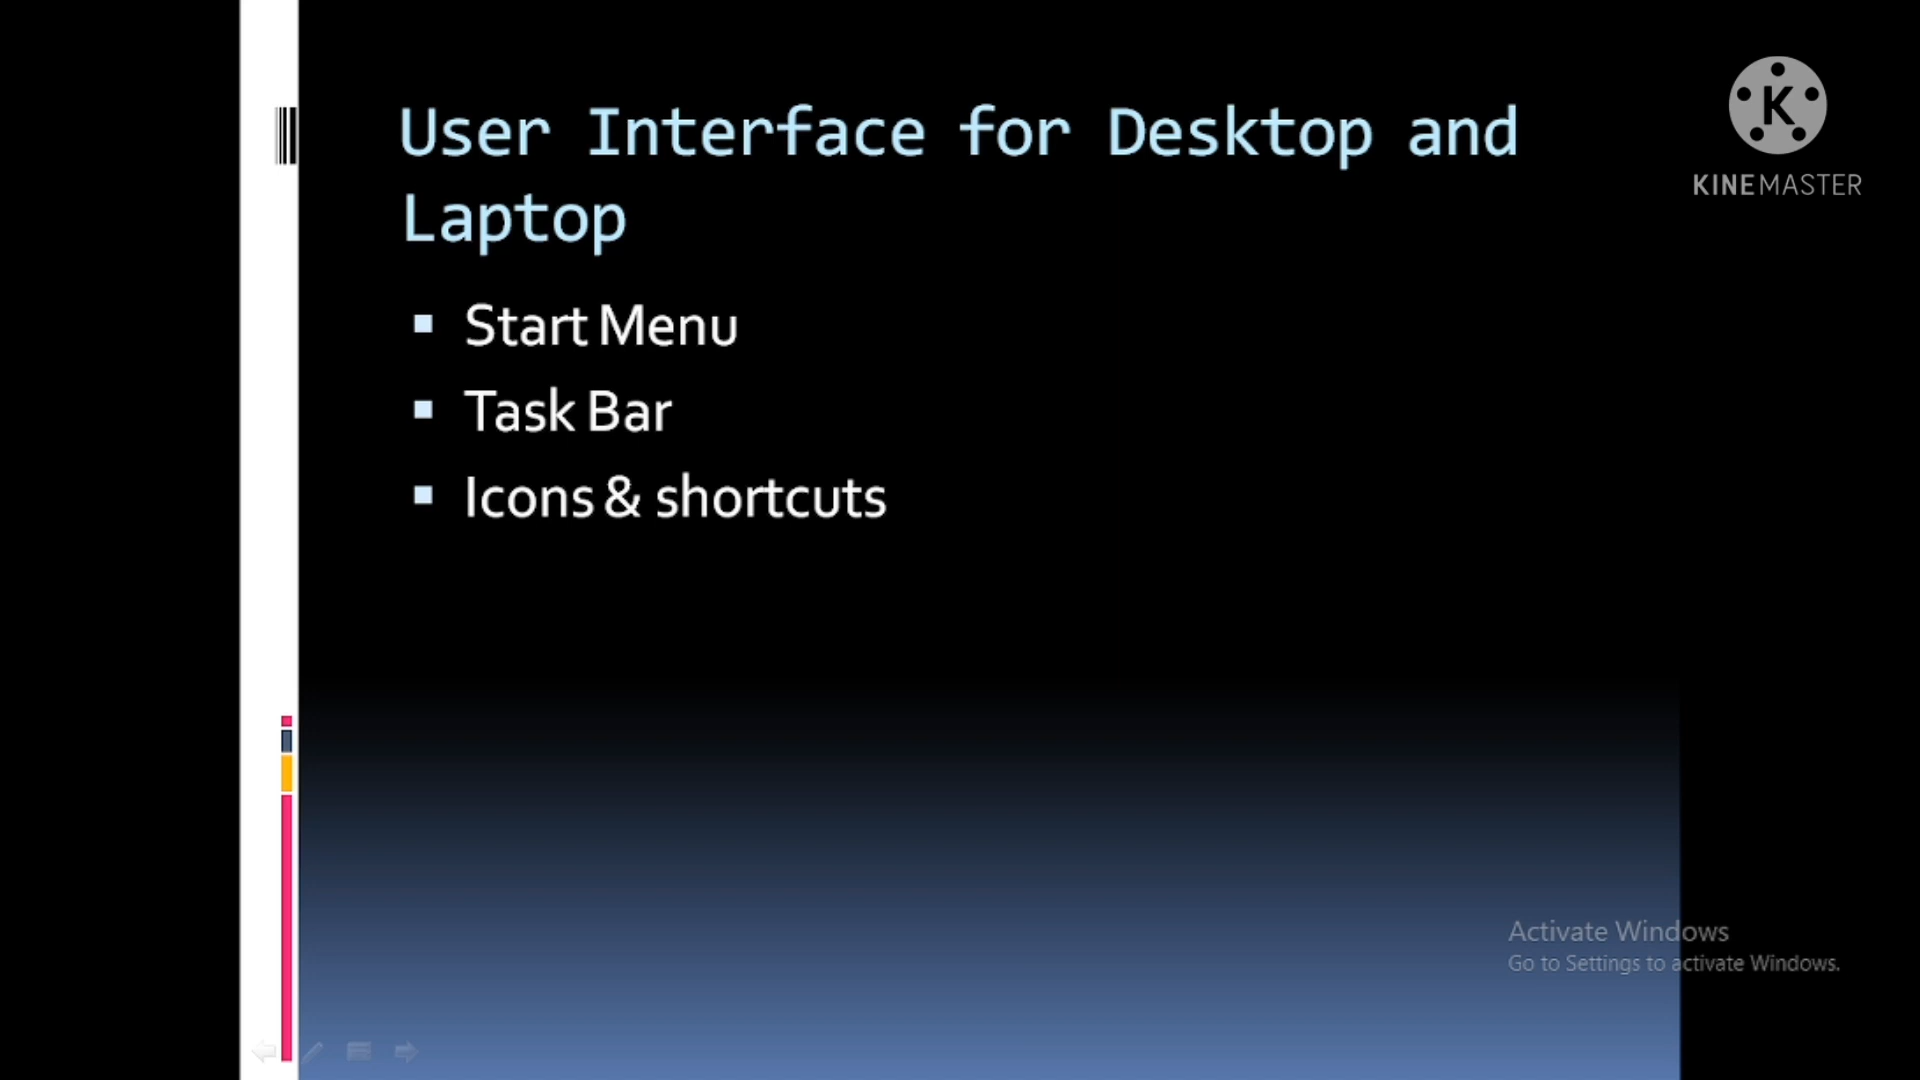 User Interface for Desktop and
Laptop
Start Menu
Task Bar
Icons & shortcuts
K
KINEMASTER
Activate Windows
Go to Settings to activate Windows.